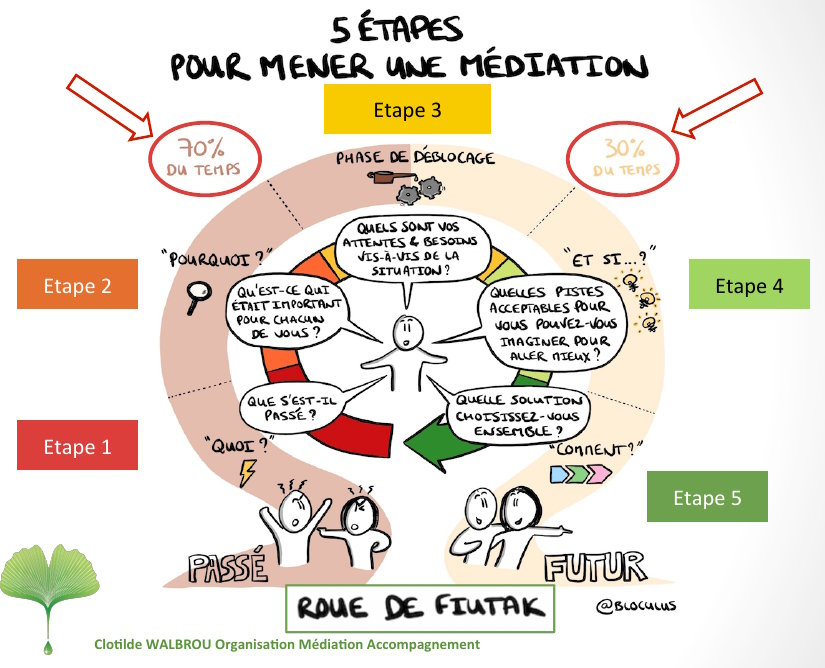 5 ÉTAPES
POUR MENER UNE MÉDIATION
Etape 3
70%
DU TEMPS
30%
DU TEMPS
PHASE DE DÉBLOCAGE
QUELS SONT VOS
ATTENTES & BESOINS
VIS-À-VIS DE LA
SITUATION ?
"POURQUOI ?"
Etape 2
QU'EST-CE QUI
ÉTAIT IMPORTANT
POUR CHACUN
DE VOUS ?
"ET SI...?"
Etape 4
QUELLES PISTES
ACCEPTABLES POUR
VOUS POUVEZ-VOUS
IMAGINER POUR
ALLER MIEUX ?
QUE S'EST-IL
PASSÉ ?
Etape 1
"QUOI ?"
QUELLE SOLUTION
CHOISISSEZ-VOUS
ENSEMBLE ?
"COMMENT ?"
Etape 5
PASSÉ
FUTUR
ROUE DE FIUTAK
@BLOCULUS
Clotilde WALBROU Organisation Médiation Accompagnement